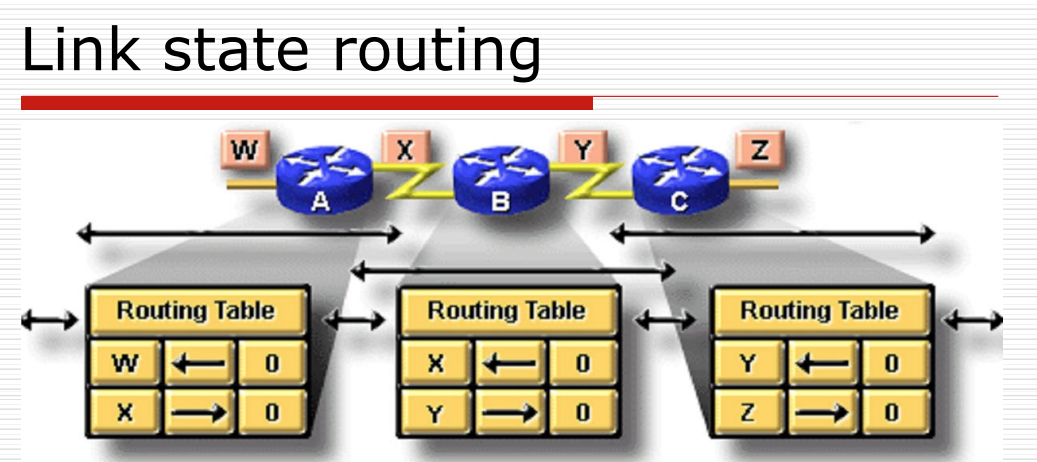 Link state routing
W X Y Z
A B C
Routing Table Routing Table Routing Table
W 0 X 0 Y 0
X 0 Y 0 Z 0